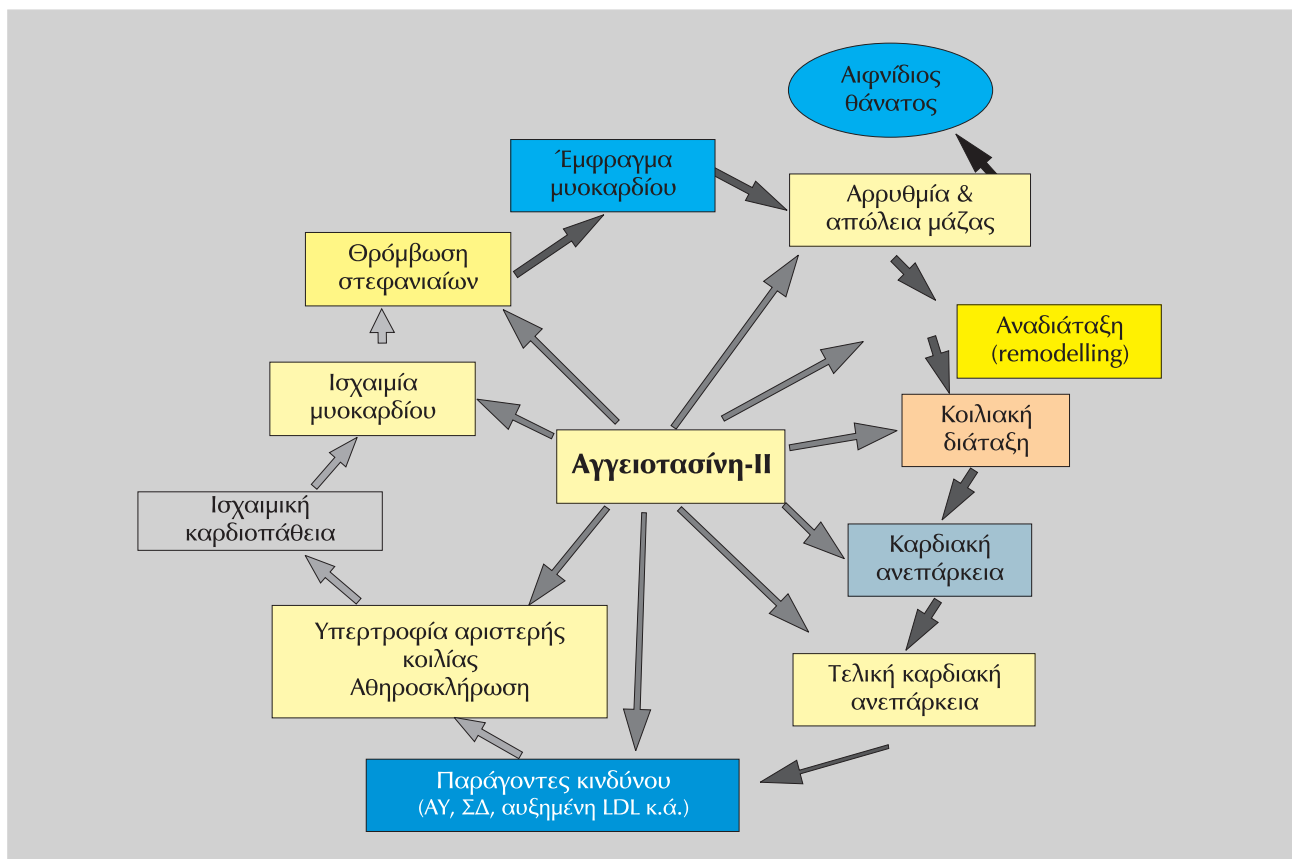 Αιφνίδιος
θάνατος
Έμφραγμα
μυοκαρδίου
Αρρυθμία &
απώλεια μάζας
Θρόμβωση
στεφανιαίων
Αναδιάταξη
(remodelling)
Ισχαιμία
μυοκαρδίου
Κοιλιακή
διάταξη
Αγγειοτασίνη-II
Ισχαιμική
καρδιοπάθεια
Καρδιακή
ανεπάρκεια
Υπερτροφία αριστερής
κοιλίας
Αθηροσκλήρωση
Τελική καρδιακή
ανεπάρκεια
Παράγοντες κινδύνου
(ΑΥ, ΣΔ, αυξημένη LDL κ.ά.)